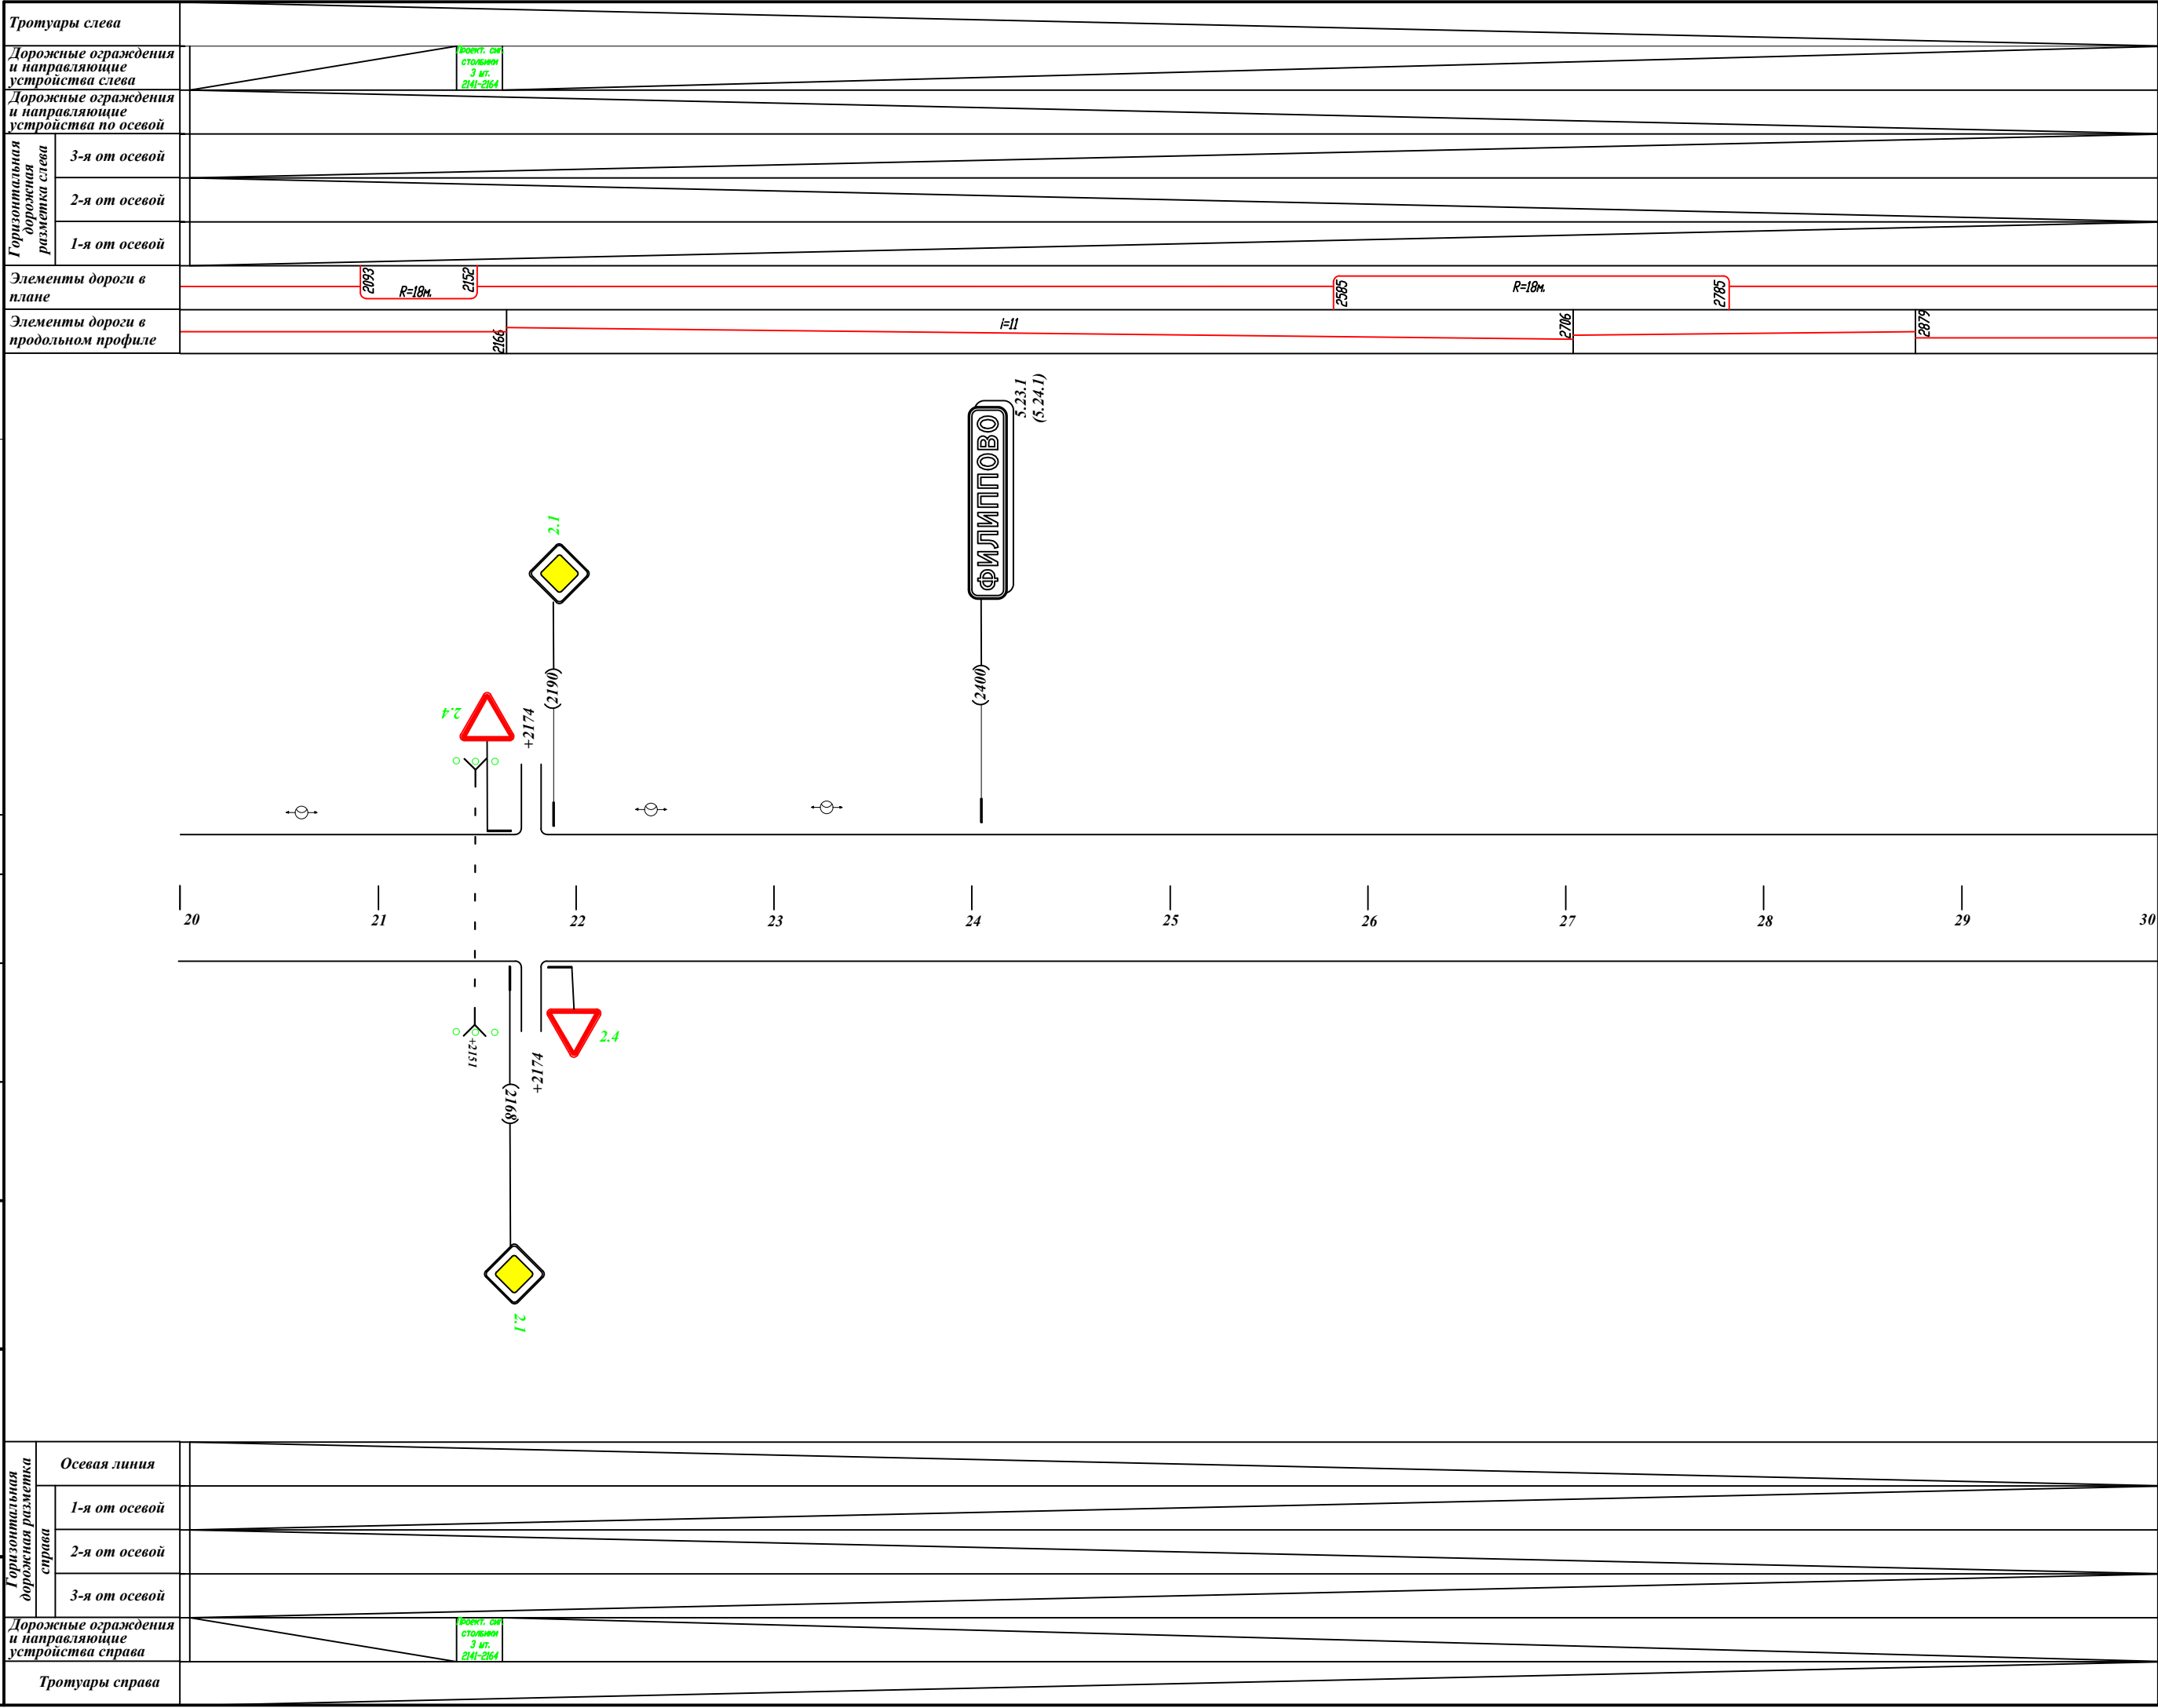 Тротуары слева
Дорожные ограждения
и направляющие
устройства слева
столбики
3 шт.
2141-2164
Дорожные ограждения
и направляющие
устройства по осевой
Горизонтальная
дорожная
разметка слева
3-я от осевой
2-я от осевой
1-я от осевой
Элементы дороги в
плане
2093
R=18м.
2152
2585
R=18м.
2785
Элементы дороги в
продольном профиле
2166
i=11
2706
2879
5.23.1
(5.24.1)
ФИЛИППОВО
2.1
(2190)
(2400)
2.4
+2174
20
21
22
23
24
25
26
27
28
29
30
2.4
+2151
+2174
(2168)
2.1
Горизонтальная
дорожная разметка
справа
Осевая линия
1-я от осевой
2-я от осевой
3-я от осевой
Дорожные ограждения
и направляющие
устройства справа
столбики
3 шт.
2141-2164
Тротуары справа